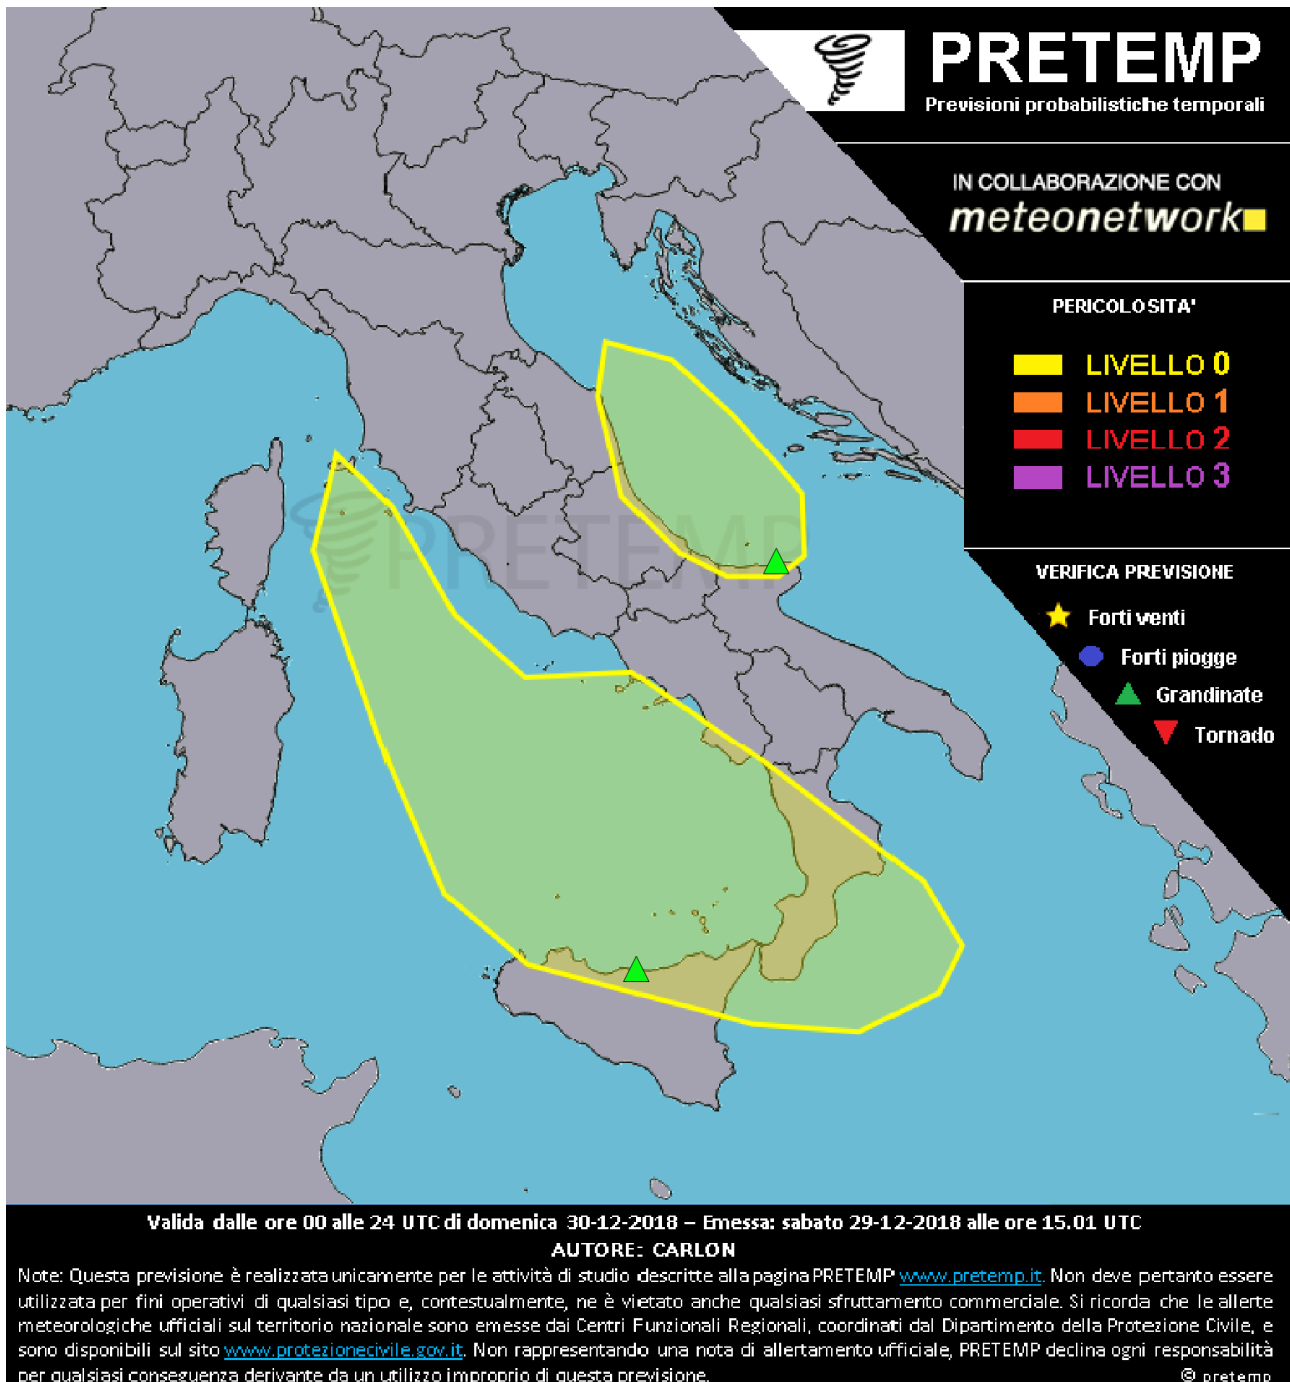 PRETEMP
Previsioni probabilistiche temporali
IN COLLABORAZIONE CON
meteonetwork
PERICOLOSITA'
LIVELLO 0
LIVELLO 1
LIVELLO 2
LIVELLO 3
PRETEMP
VERIFICA PREVISIONE
Forti venti
Forti piogge
Grandinate
Tornado
Valida dalle ore 00 alle 24 UTC di domenica 30-12-2018 – Emessa: sabato 29-12-2018 alle ore 15.01 UTC
AUTORE: CARLON
Note: Questa previsione è realizzata unicamente per le attività di studio descritte alla pagina PRETEMP www.pretemp.it. Non deve pertanto essere
utilizzata per fini operativi di qualsiasi tipo e, contestualmente, ne è vietato anche qualsiasi sfruttamento commerciale. Si ricorda che le allerte
meteorologiche ufficiali sul territorio nazionale sono emesse dai Centri Funzionali Regionali, coordinati dal Dipartimento della Protezione Civile, e
sono disponibili sul sito www.protezionecivile.gov.it. Non rappresentando una nota di allertamento ufficiale, PRETEMP declina ogni responsabilità
per qualsiasi conseguenza derivante da un utilizzo improprio di questa previsione.
© pretemp